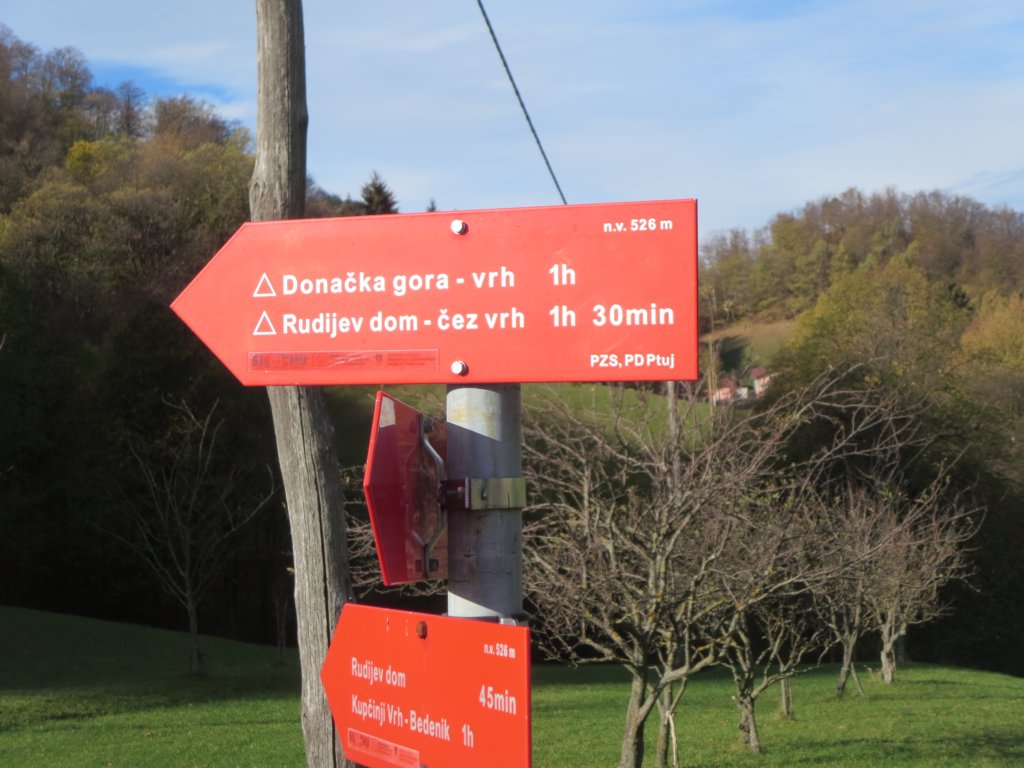 n.v. 526 m
Donačka gora - vrh 1h
Rudijev dom - čez vrh 1h 30min
PZS, PD Ptuj
n.v. 526 m
Rudijev dom
45min
Kupčinji Vrh - Bedenik 1h